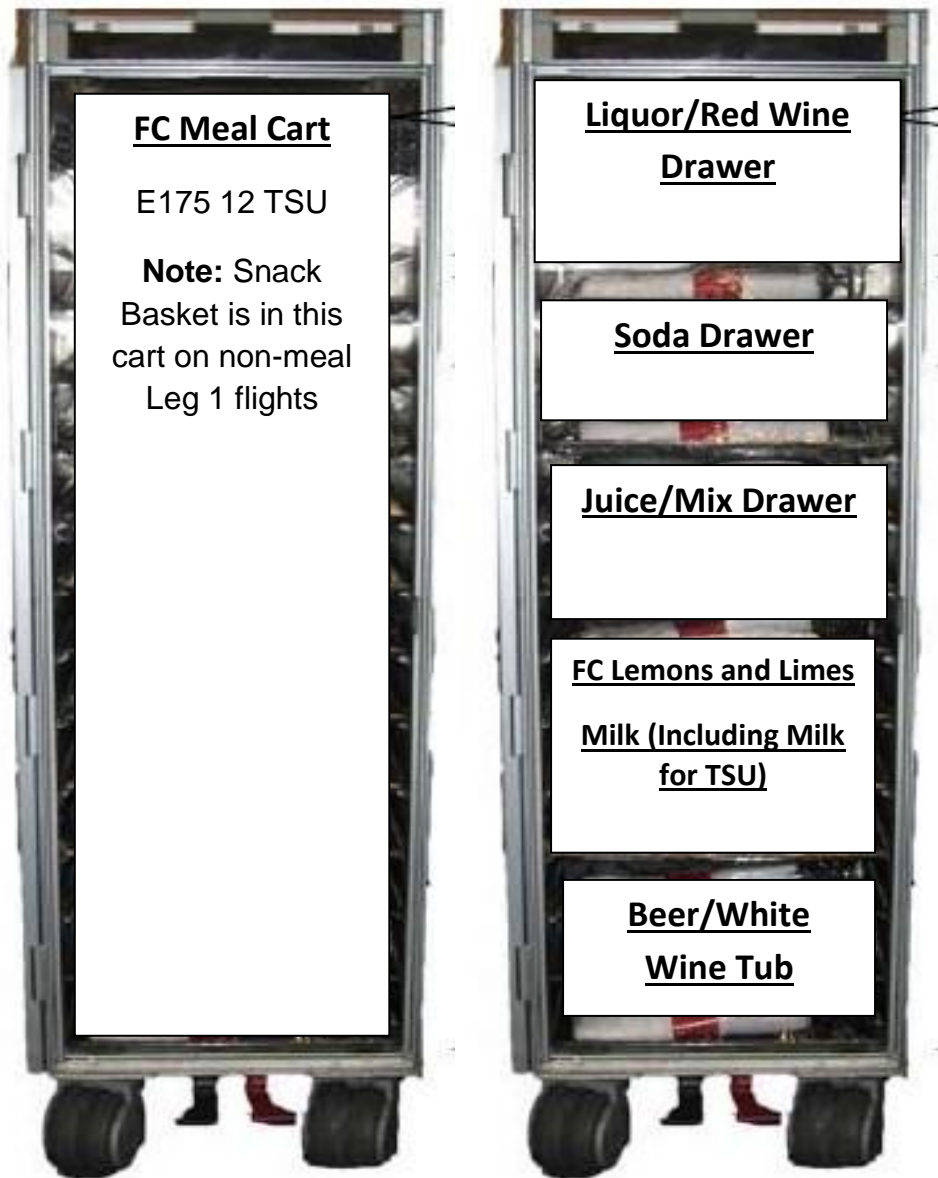 FC Meal Cart
E175 12 TSU
Note: Snack
Basket is in this
cart on non-meal
Leg 1 flights
Liquor/Red Wine
Drawer
Soda Drawer
Juice/Mix Drawer
FC Lemons and Limes
Milk (Including Milk
for TSU)
Beer/White
Wine Tub